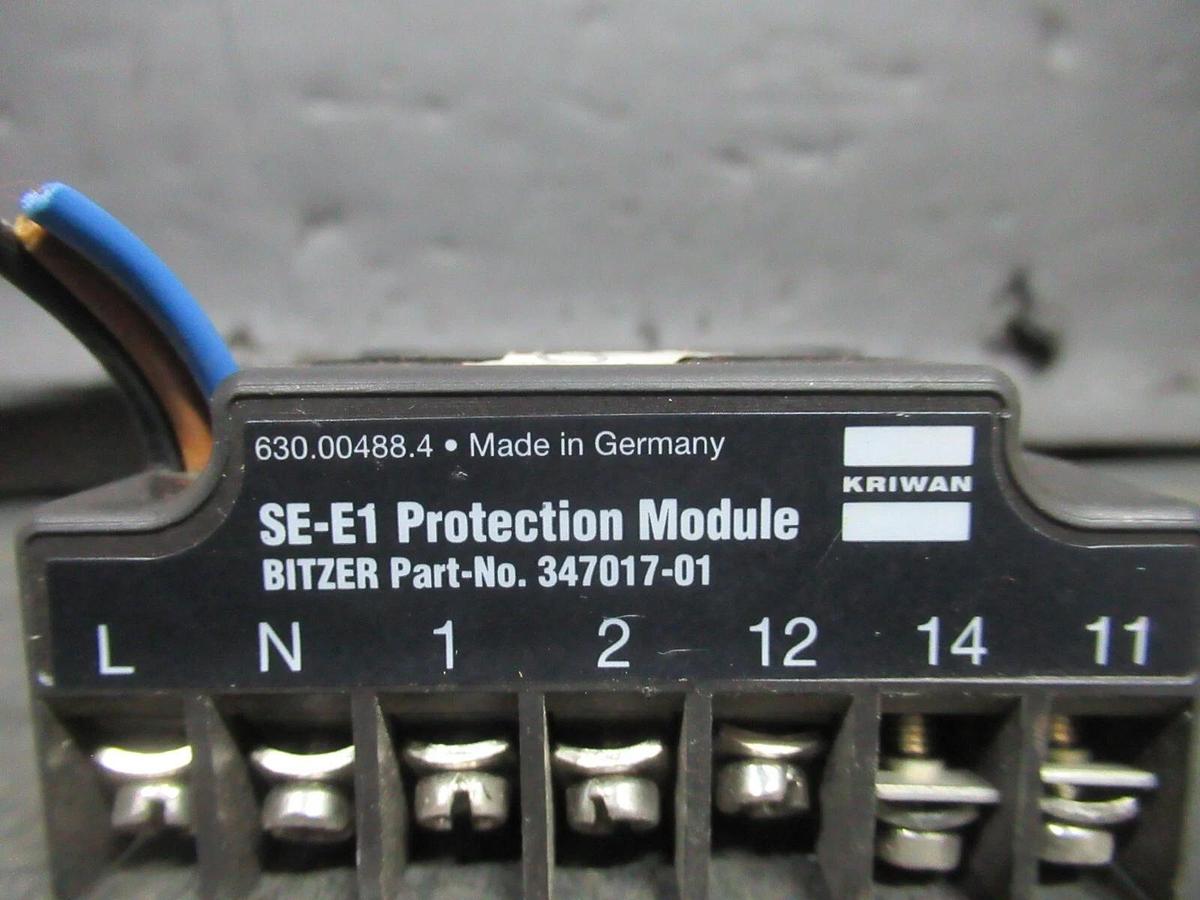 630.00488.4 • Made in Germany
KRIWAN
SE-E1 Protection Module
BITZER Part-No. 347017-01
L N 1 2 12 14 11